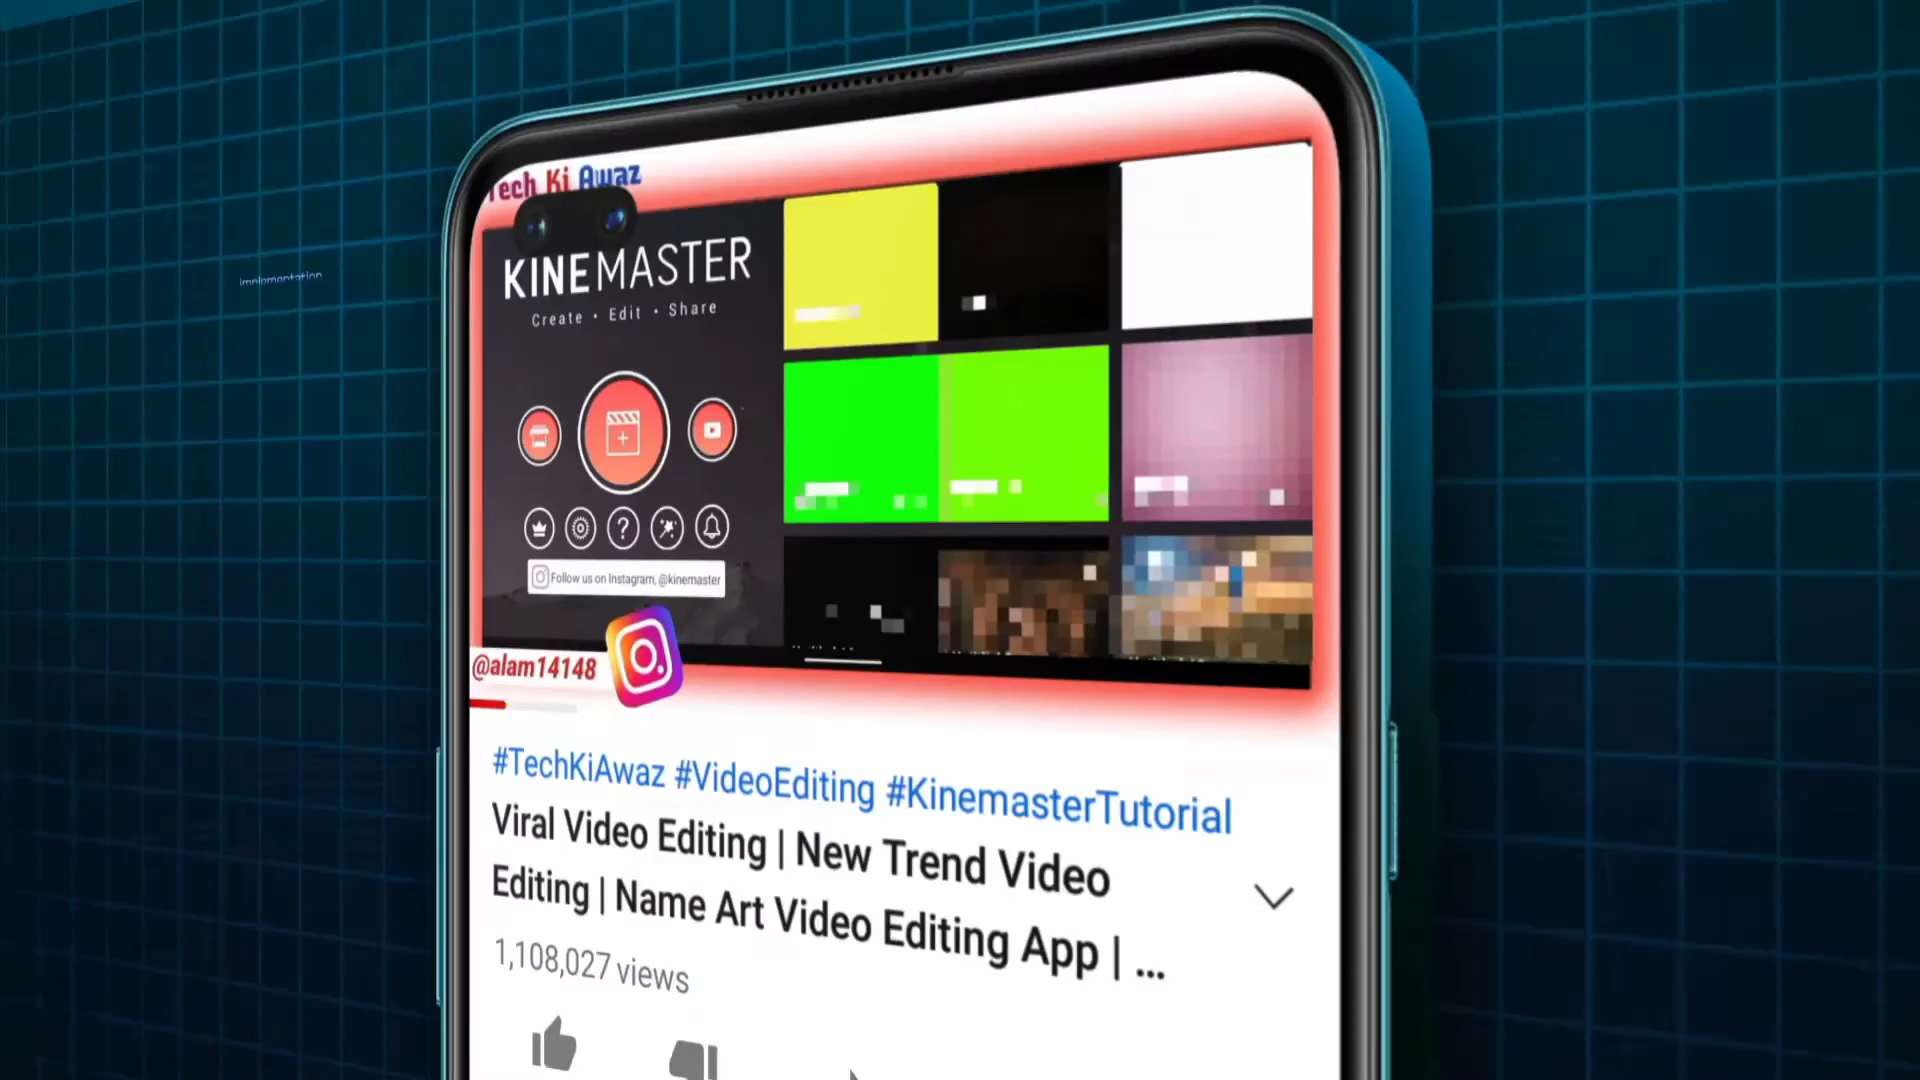 Tech Ki Awaz
implementation
KINEMASTER
Create • Edit • Share
Follow us on Instagram, @kinemaster
@alam14148
#TechKiAwaz #VideoEditing #KinemasterTutorial
Viral Video Editing | New Trend Video
Editing | Name Art Video Editing App | ...
1,108,027 views